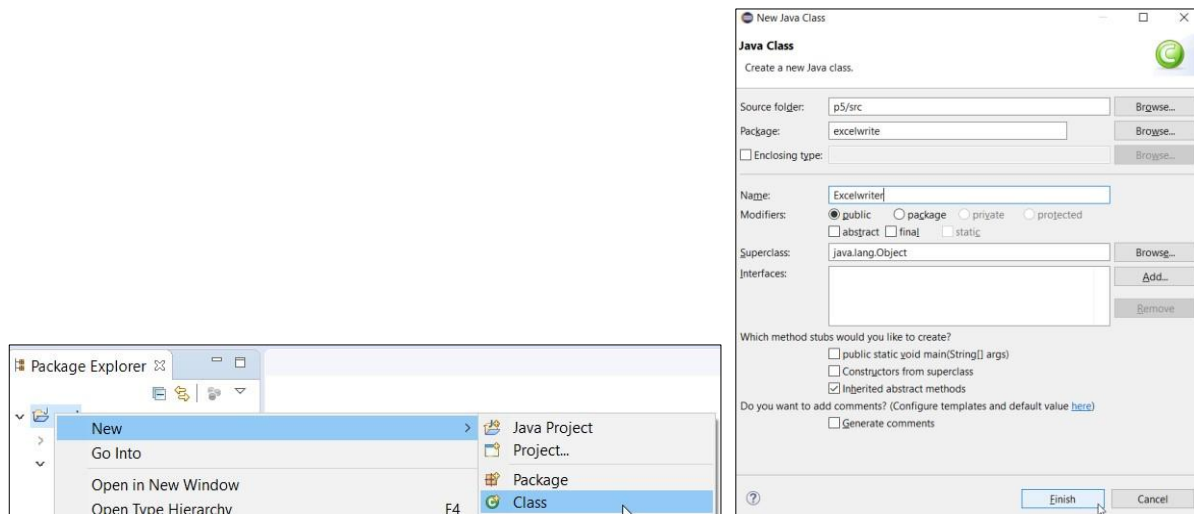 Package Explorer
New
Go Into
Open in New Window
Open Type Hierarchy F4
Java Project
Project...
Package
Class
New Java Class
Java Class
Create a new Java class.
Source folder: p5/src Browse...
Package: excelwrite Browse...
Enclosing type: Browse...
Name: Excelwriter
Modifiers: public package private protected
abstract final static
Superclass: java.lang.Object Browse...
Interfaces: Add...
Remove
Which method stubs would you like to create?
public static void main(String[] args)
Constructors from superclass
Inherited abstract methods
Do you want to add comments? (Configure templates and default value here)
Generate comments
Finish Cancel